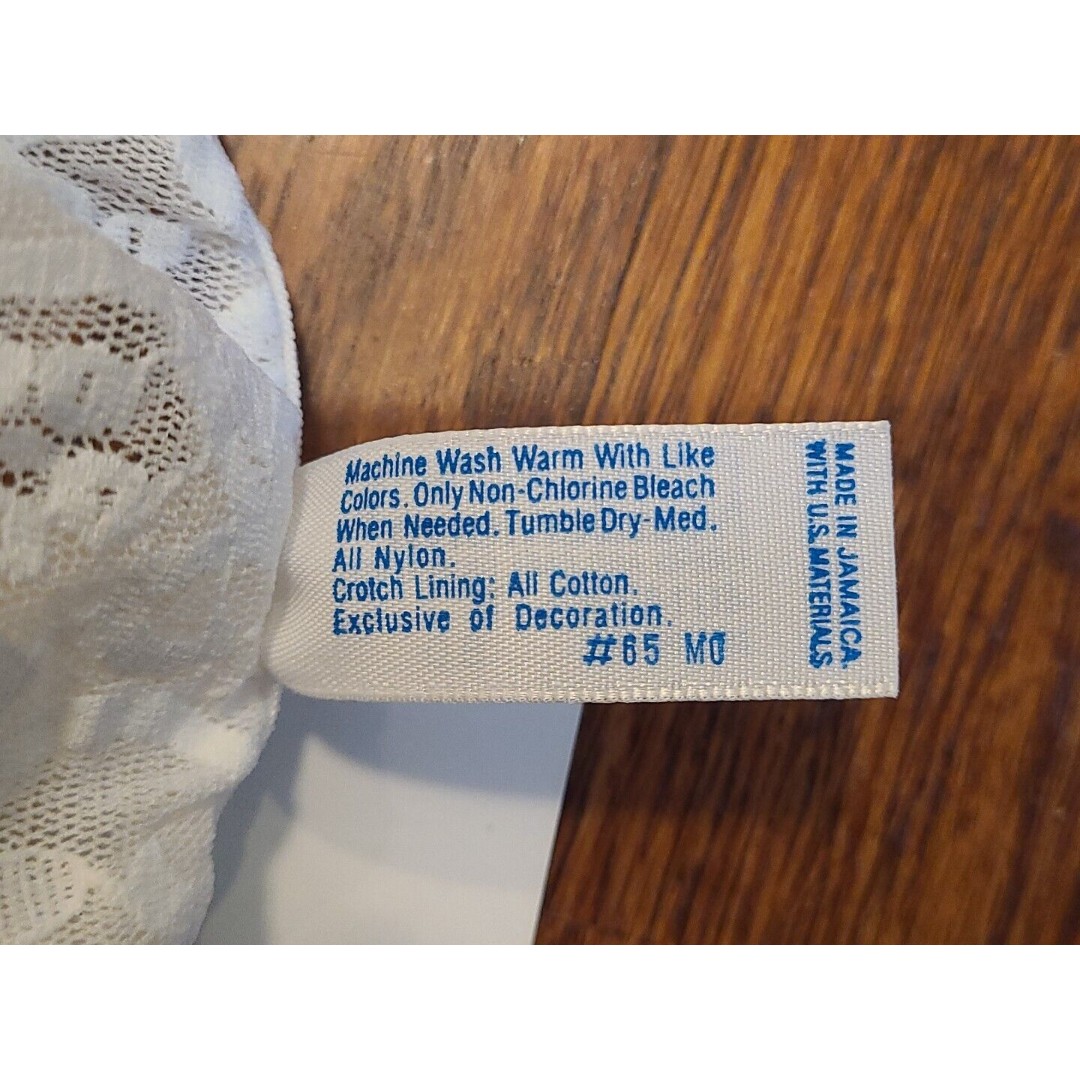 Machine Wash Warm With Like
Colors. Only Non-Chlorine Bleach
When Needed. Tumble Dry-Med.
All Nylon.
Crotch Lining: All Cotton.
Exclusive of Decoration.
#65 MO
MADE IN JAMAICA.
WITH U.S. MATERIALS